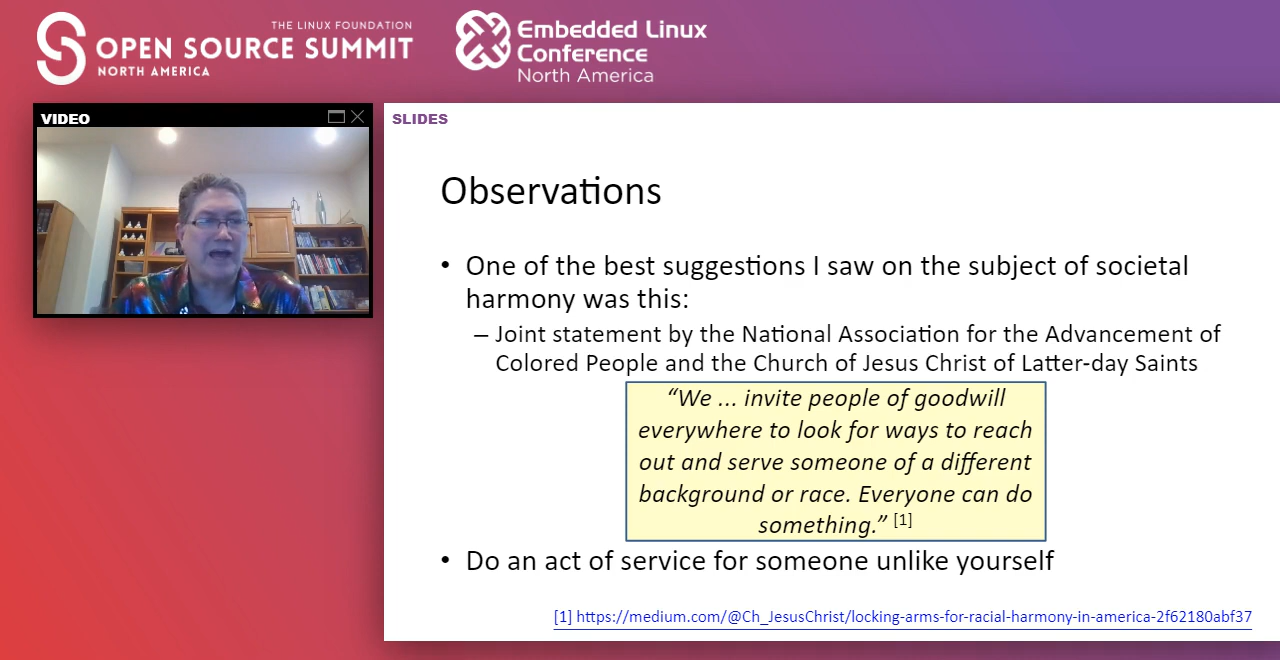 THE LINUX FOUNDATION
OPEN SOURCE SUMMIT
NORTH AMERICA
Embedded Linux
Conference
North America
VIDEO
SLIDES
Observations
• One of the best suggestions I saw on the subject of societal
harmony was this:
– Joint statement by the National Association for the Advancement of
Colored People and the Church of Jesus Christ of Latter-day Saints
“We ... invite people of goodwill
everywhere to look for ways to reach
out and serve someone of a different
background or race. Everyone can do
something.” [1]
• Do an act of service for someone unlike yourself
[1] https://medium.com/@Ch_JesusChrist/locking-arms-for-racial-harmony-in-america-2f62180abf37